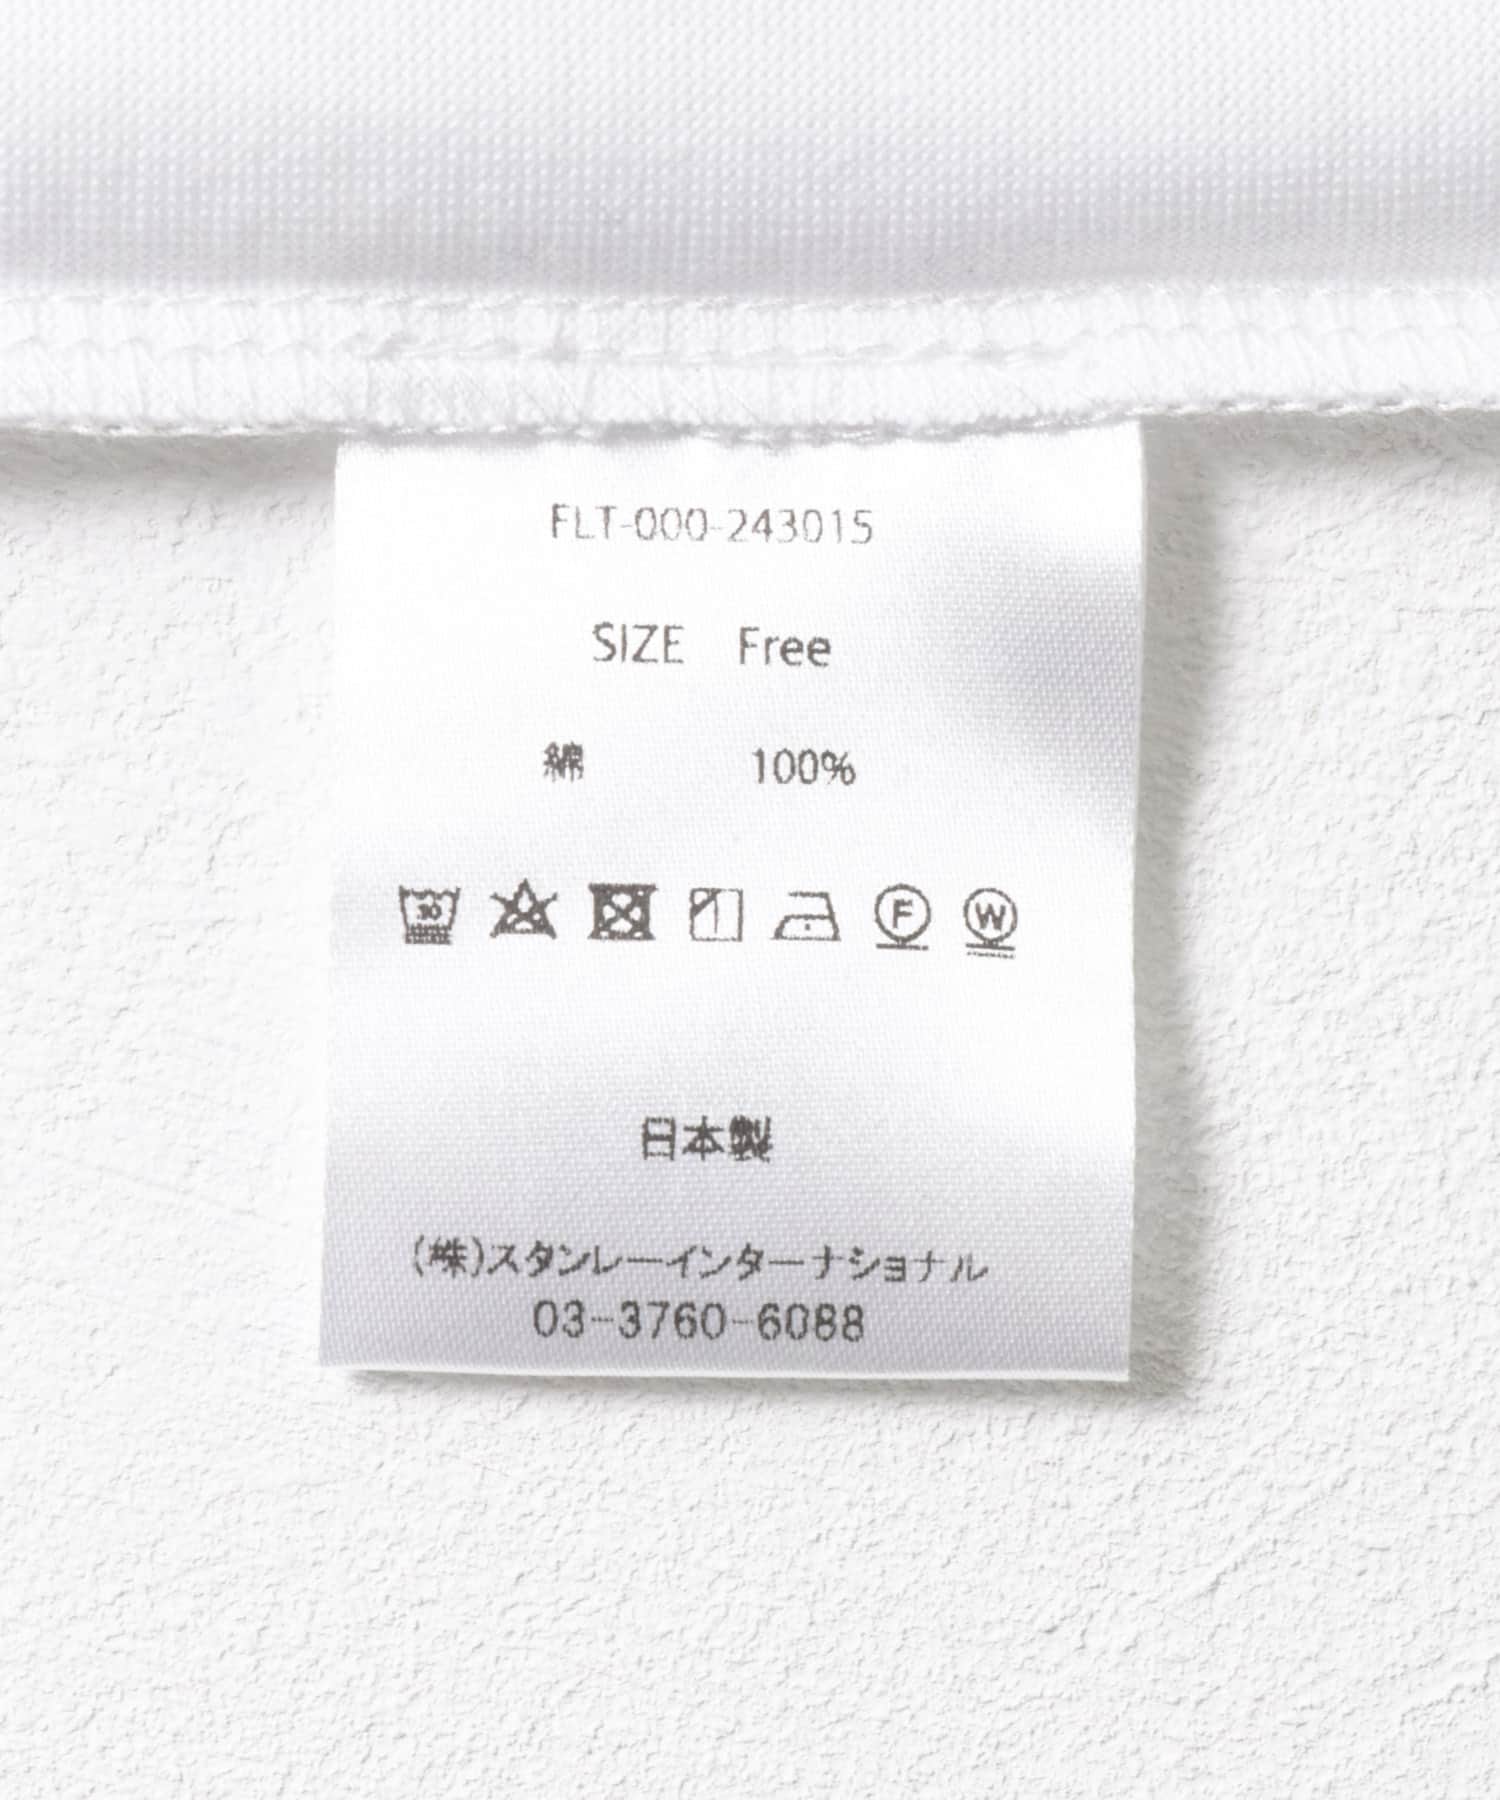 FLT-000-243015
SIZE Free
綿 100%
30 F W
日本製
(株)スタンレーインターナショナル
03-3760-6088